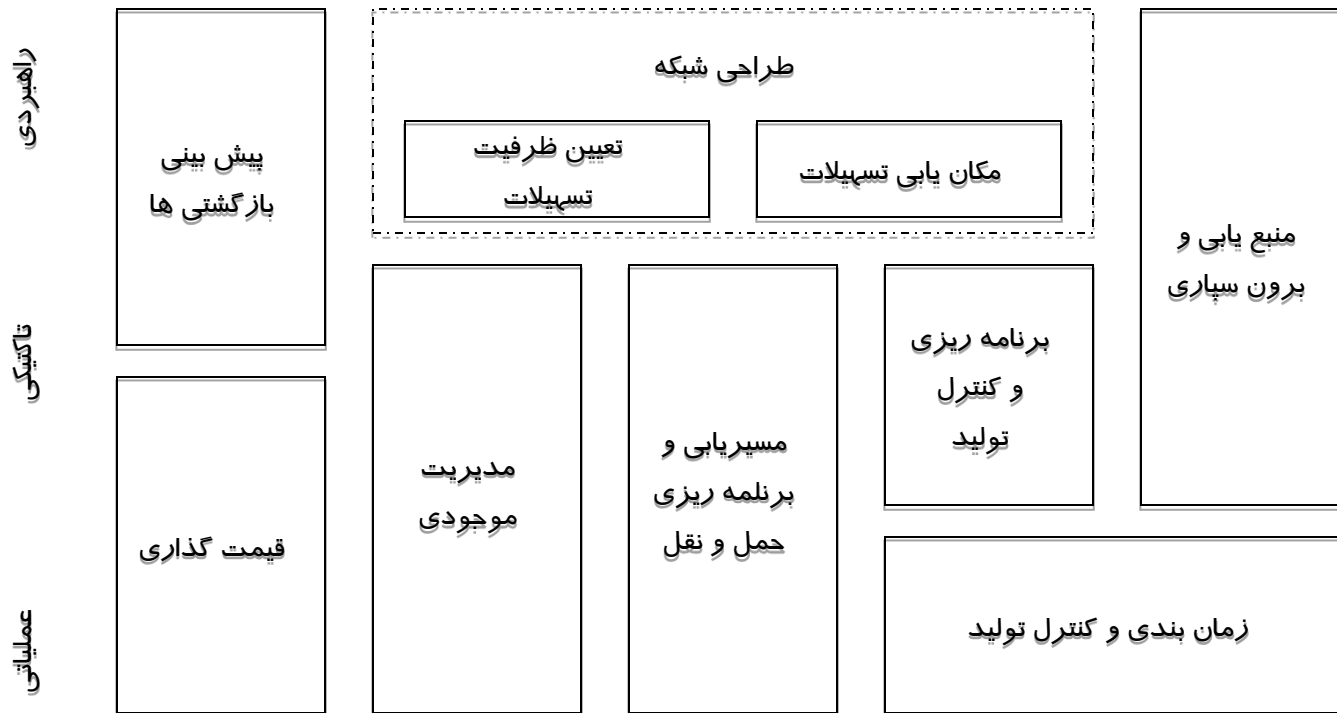 راهبردی
تاکتیکی
عملیاتی
طراحی شبکه
مکان یابی تسهیلات
تعیین ظرفیت
تسهیلات
منبع یابی و
برون سپاری
پیش بینی
بازگشتی ها
برنامه ریزی
و کنترل
تولید
مسیریابی و
برنلمه ریزی
حمل و نقل
مدیریت
موجودی
قیمت گذاری
زمان بندی و کنترل تولید